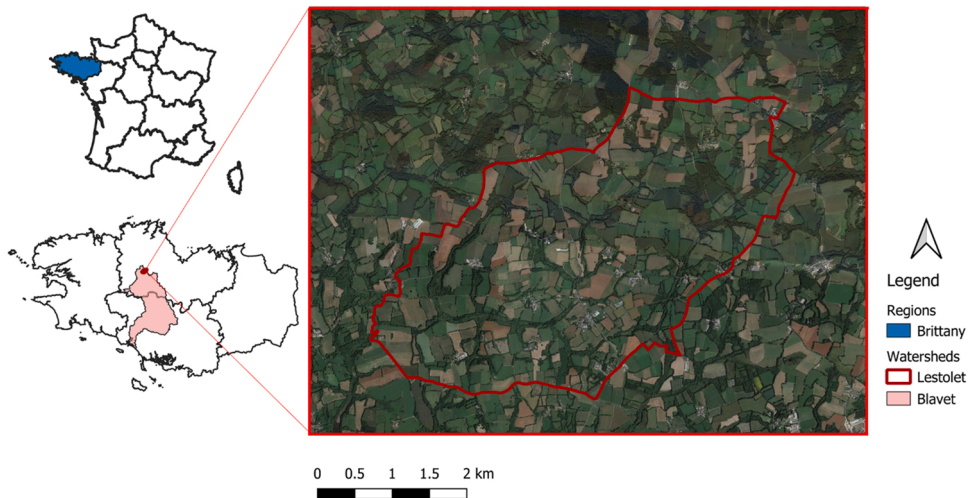 Legend
Regions
Brittany
Watersheds
Lestolet
Blavet
0 0.5 1 1.5 2 km